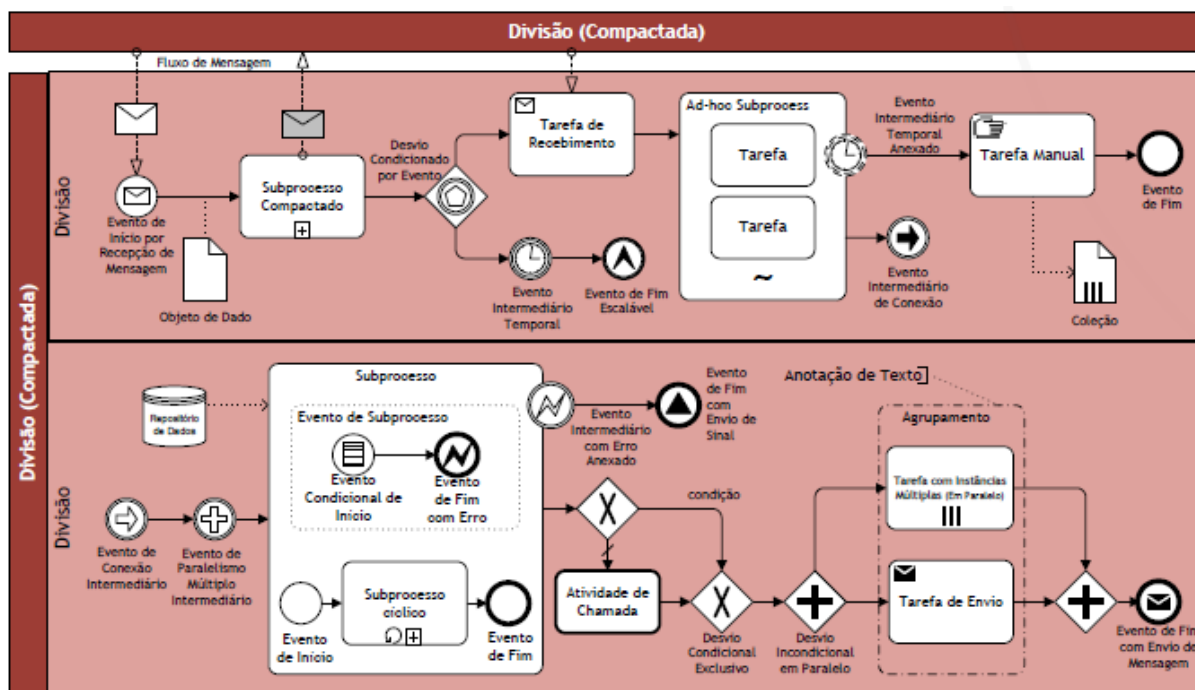 Divisão (Compactada)
Fluxo de Mensagem
Divisão (Compactada)
Divisão
Evento de
Início por
Recepção de
Mensagem
Objeto de Dado
Subprocesso
Compactado
Desvio
Condicionado
por Evento
Tarefa de
Recebimento
Evento
Intermediário
Temporal
Evento de Fim
Escalável
Ad-hoc Subprocess
Tarefa
Tarefa
Evento
Intermediário
Temporal
Anexado
Evento
Intermediário
de Conexão
Tarefa Manual
Evento
de Fim
Coleção
Divisão
Repositório
de Dados
Evento de
Conexão
Intermediário
Evento de
Paralelismo
Múltiplo
Intermediário
Subprocesso
Evento de Subprocesso
Evento
Condicional de
Início
Evento
de Fim
com Erro
Evento
de Início
Subprocesso
cíclico
Evento
de Fim
Evento
Intermediário
com Erro
Anexado
Evento
de Fim
com
Envio de
Sinal
condição
Atividade de
Chamada
Desvio
Condicional
Exclusivo
Desvio
Incondicional
em Paralelo
Anotação de Texto
Agrupamento
Tarefa com Instâncias
Múltiplas (Em Paralelo)
Tarefa de Envio
Evento de Fim
com Envio de
Mensagem